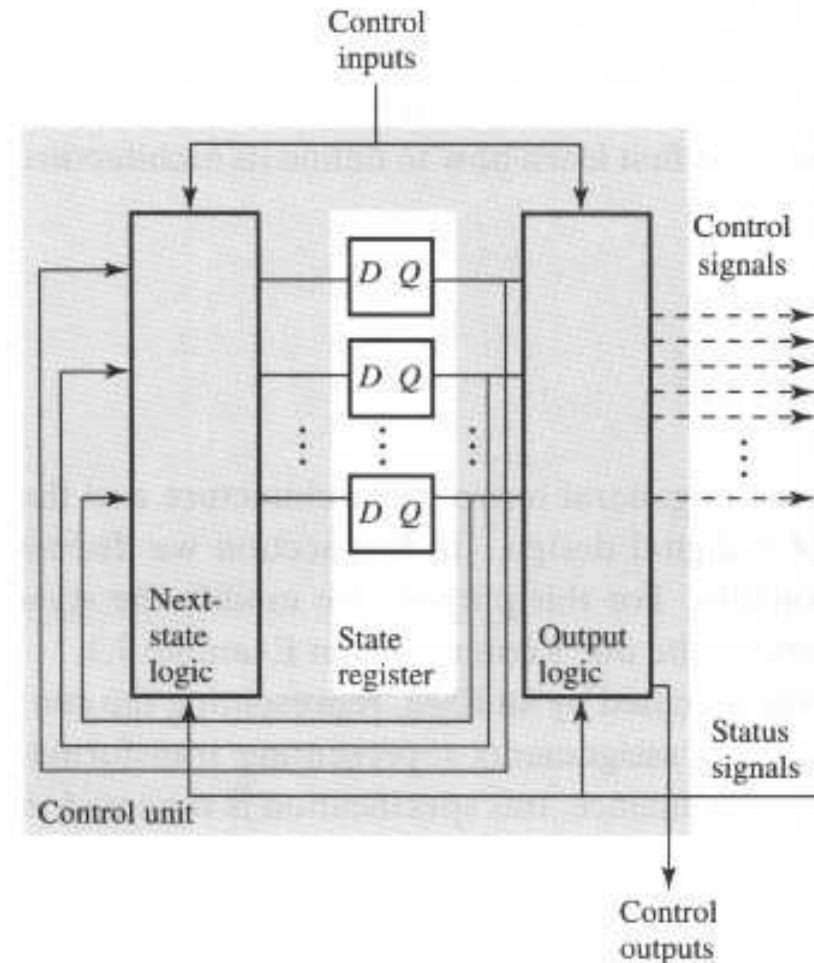 Control
inputs
Control
signals
D Q
D Q
D Q
Next-
state
logic
State
register
Output
logic
Status
signals
Control unit
Control
outputs